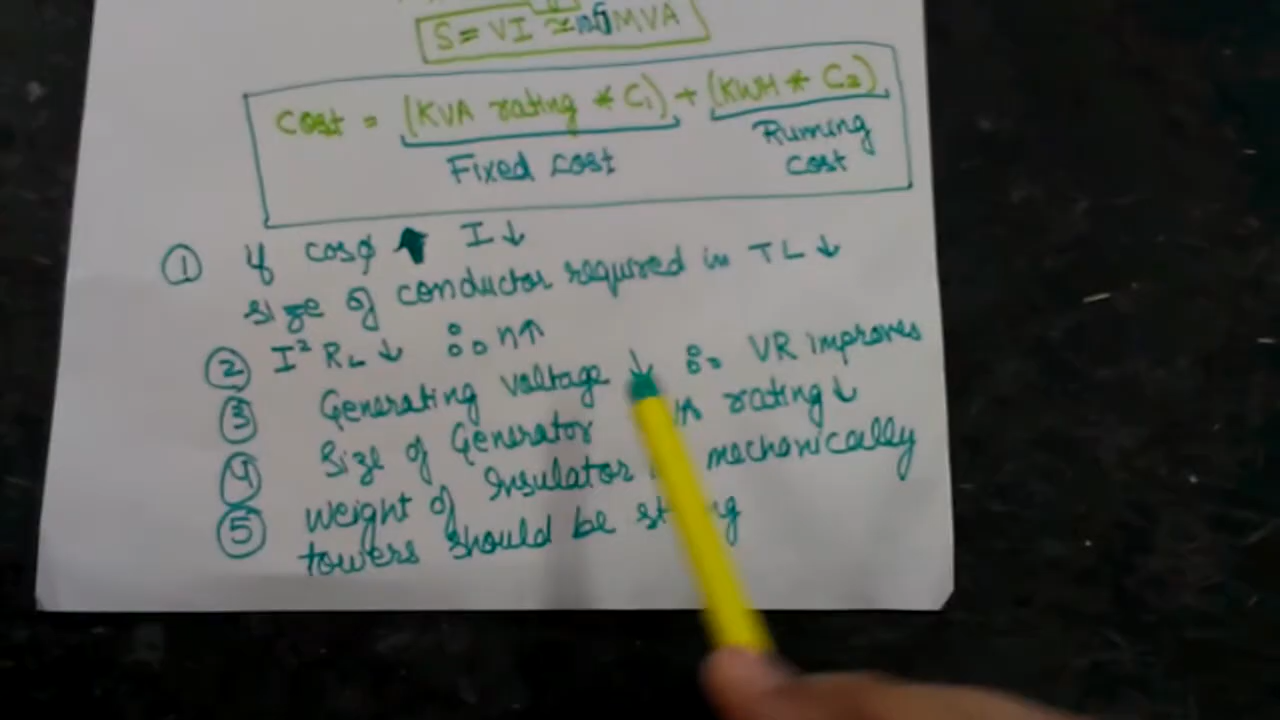 S = VI ≅ MVA
Cost = (KVA rating * C₁) + (KWH * C₂)
Fixed cost
Running cost
① If cosφ ↑ I↓
size of conductor required in TL ↓
② I²RL ↓ ∴ η↑
③ Generating voltage ↓ ∴ VR improves
④ Size of Generator rating ↓
⑤ Weight of Insulator mechanically
towers should be strong